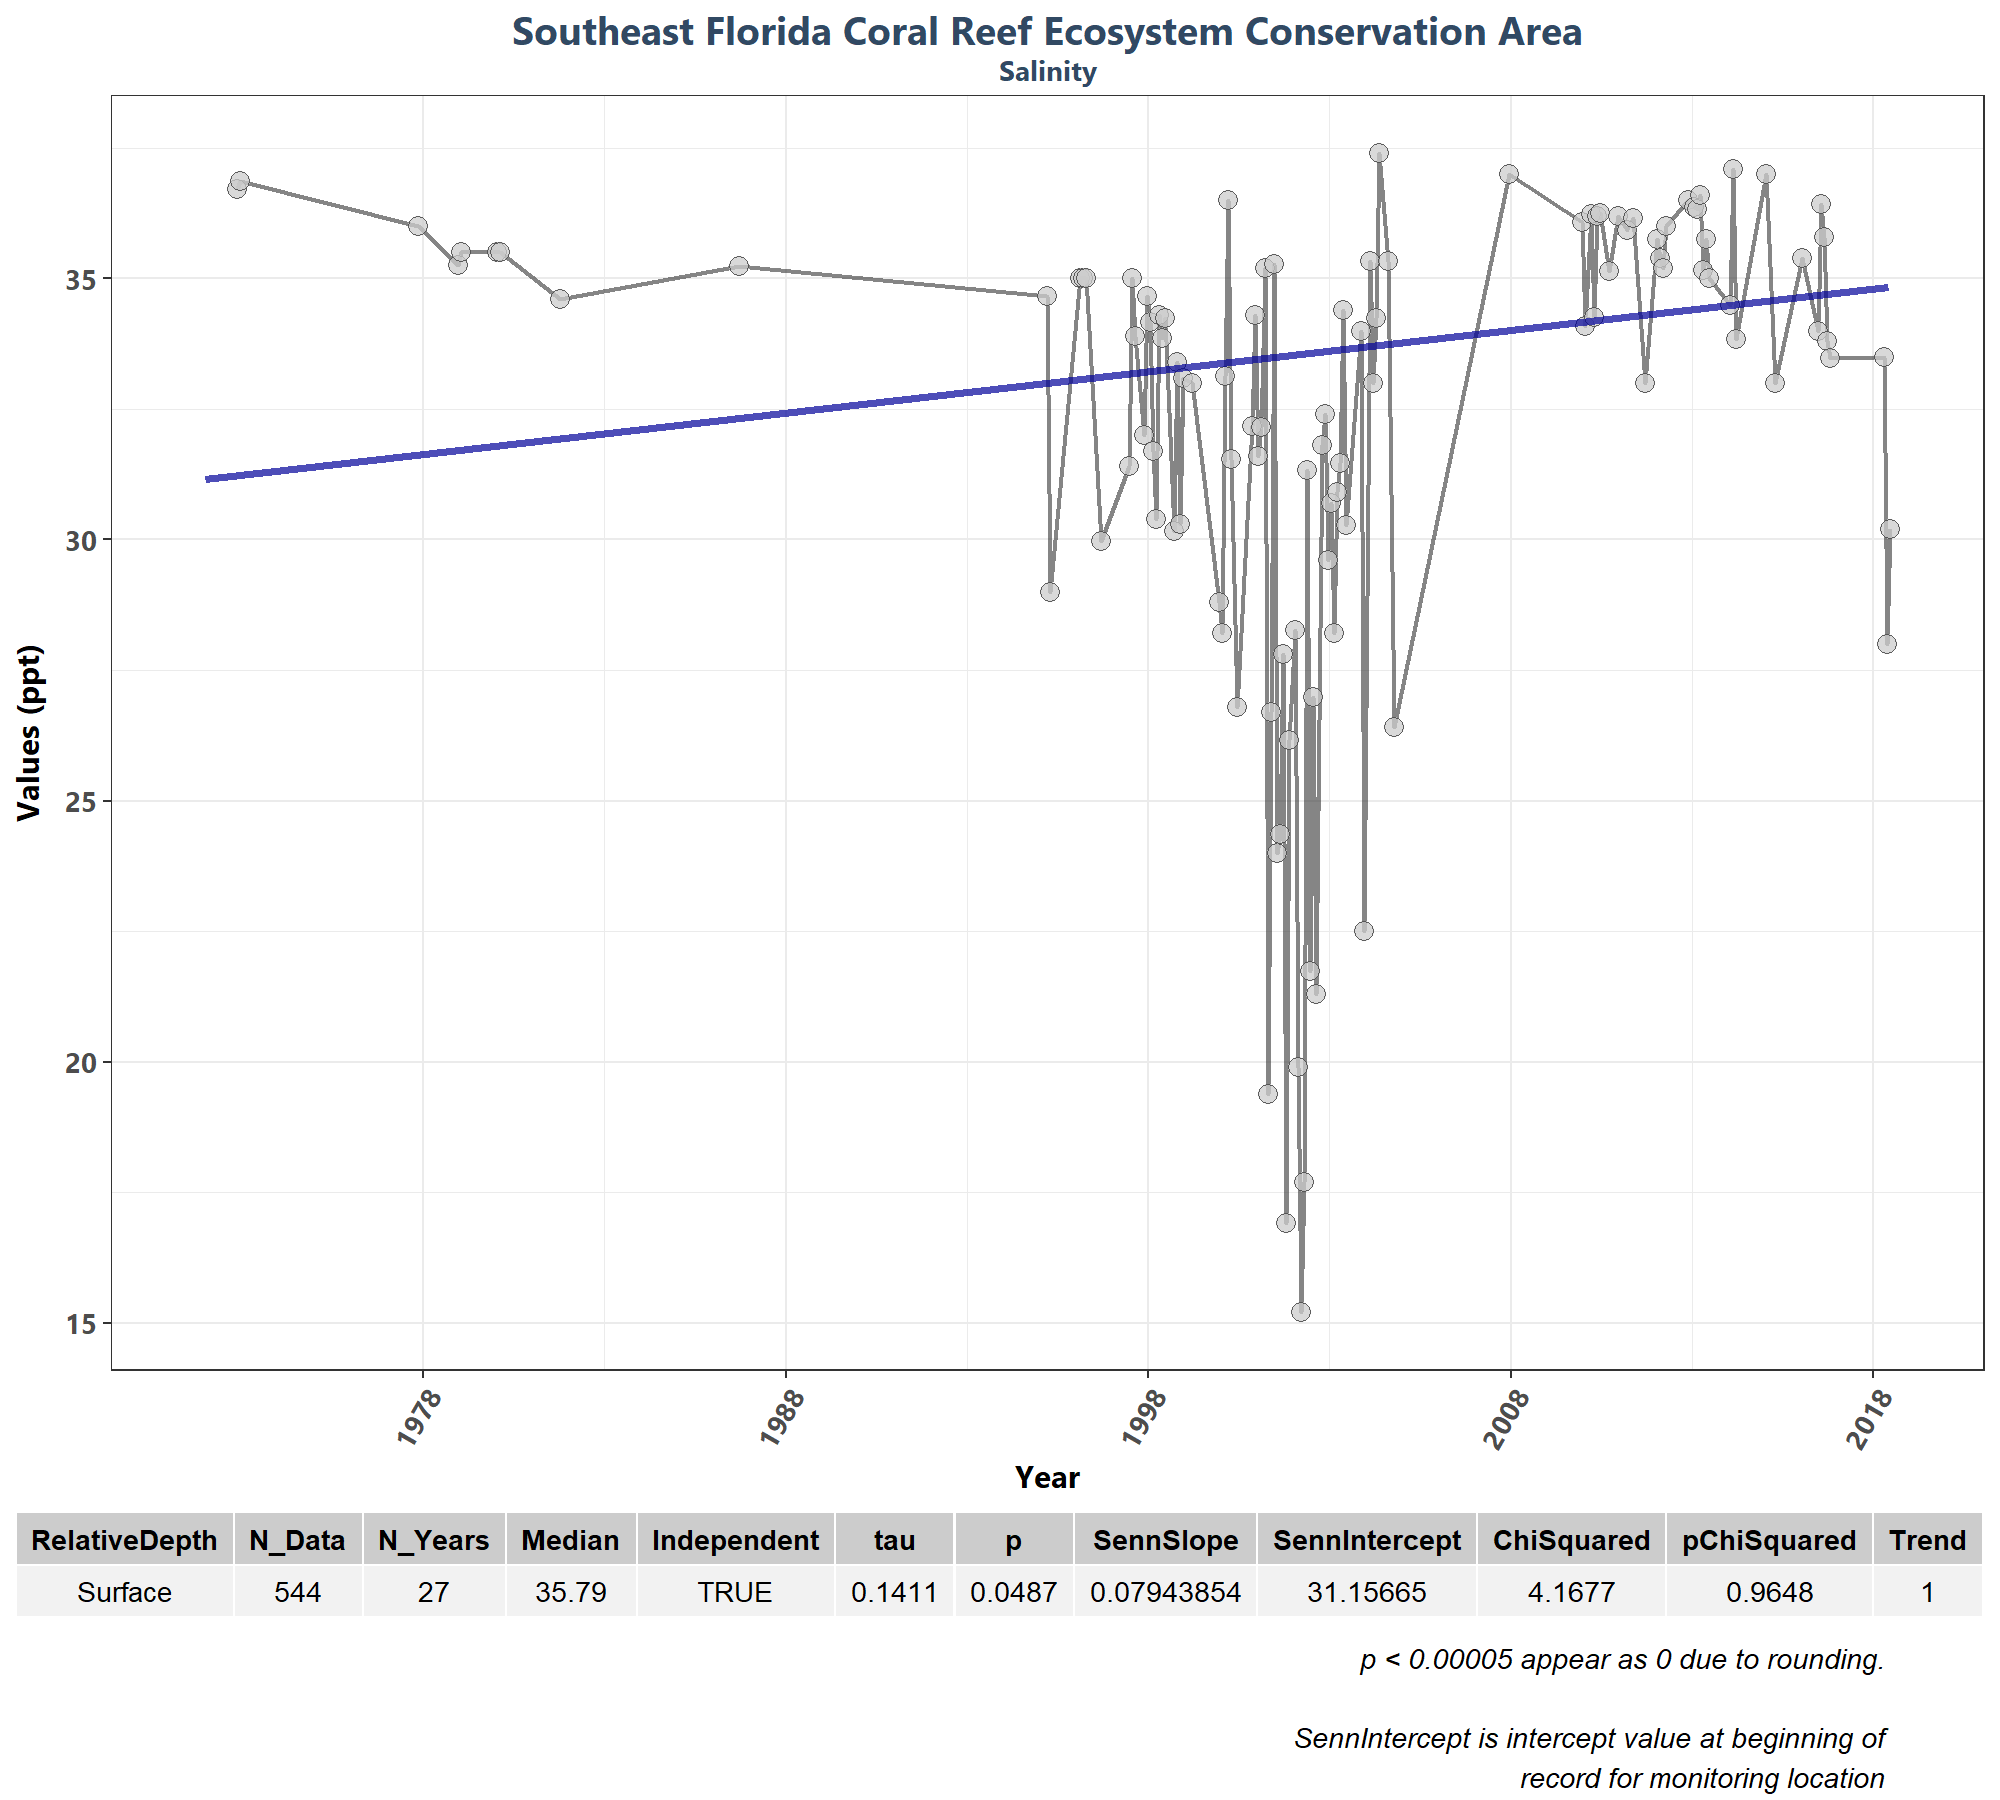 Southeast Florida Coral Reef Ecosystem Conservation Area
Salinity
Values (ppt)
35
30
25
20
15
1978
1988
1998
2008
2018
Year
RelativeDepth N_Data N_Years Median Independent tau p SennSlope SennIntercept ChiSquared pChiSquared Trend
Surface 544 27 35.79 TRUE 0.1411 0.0487 0.07943854 31.15665 4.1677 0.9648 1
p < 0.00005 appear as 0 due to rounding.
SennIntercept is intercept value at beginning of
record for monitoring location